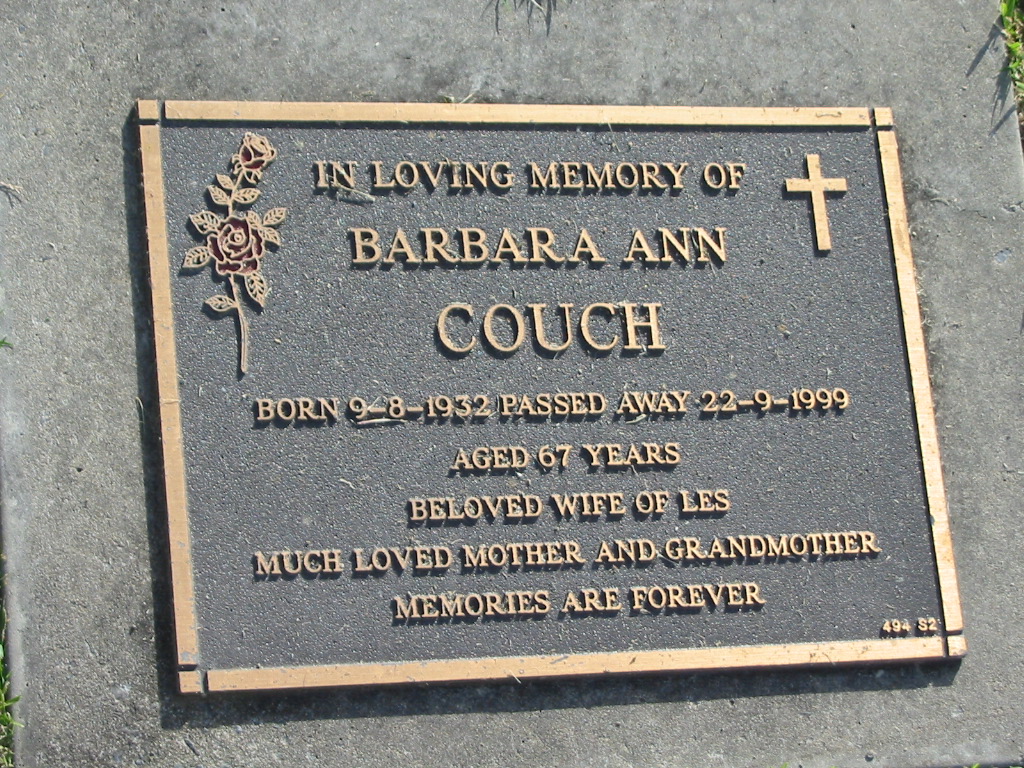 IN LOVING MEMORY OF
BARBARA ANN
COUCH
BORN 9-8-1932 PASSED AWAY 22-9-1999
AGED 67 YEARS
BELOVED WIFE OF LES
MUCH LOVED MOTHER AND GRANDMOTHER
MEMORIES ARE FOREVER
494 S2